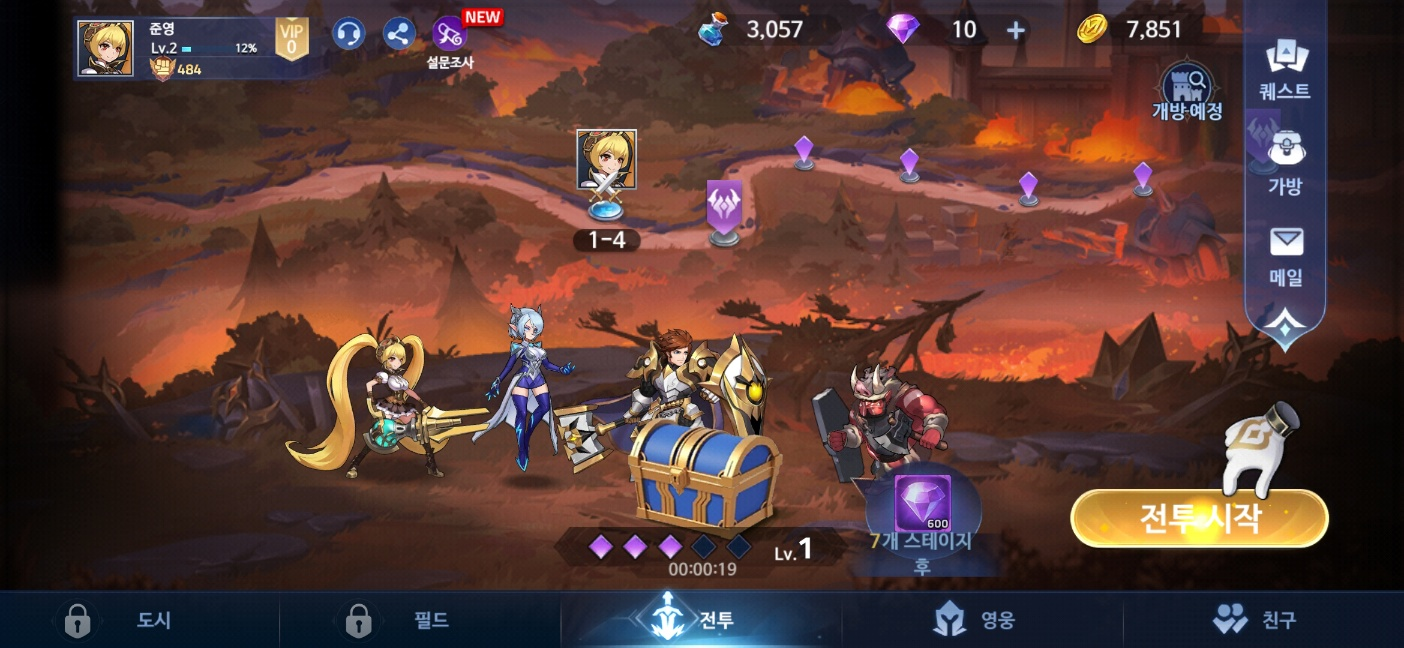 준영
Lv.2
12%
484
VIP
0
NEW
설문조사
3,057
10
7,851
퀘스트
개방 예정
가방
메일
1-4
600
7개 스테이지
후
전투 시작
Lv.1
00:00:19
도시
필드
전투
영웅
친구